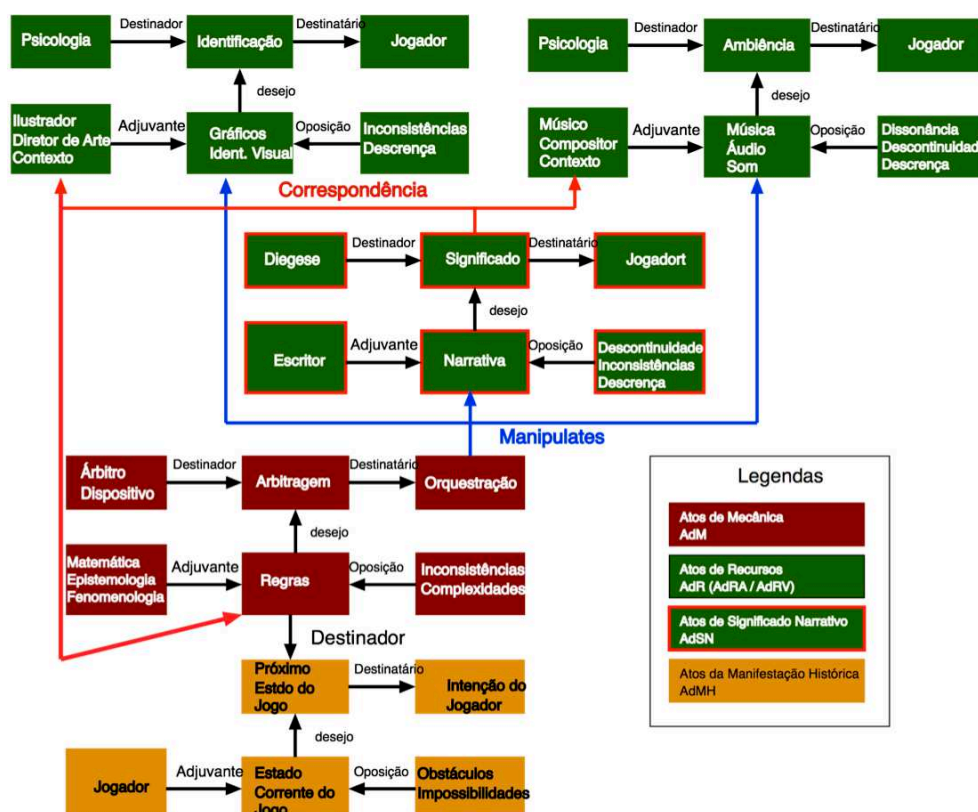 Psicologia
Destinador
Identificação
Destinatário
Jogador
desejo
Ilustrador
Diretor de Arte
Contexto
Adjuvante
Gráficos
Ident. Visual
Oposição
Inconsistências
Descrença
Psicologia
Destinador
Ambiência
Destinatário
Jogador
desejo
Músico
Compositor
Contexto
Adjuvante
Música
Áudio
Som
Oposição
Dissonância
Descontinuidad
Descrença
Correspondência
Diegese
Destinador
Significado
Destinatário
Jogadort
desejo
Escritor
Adjuvante
Narrativa
Oposição
Descontinuidade
Inconsistências
Descrença
Manipulates
Árbitro
Dispositivo
Destinador
Arbitragem
Destinatário
Orquestração
desejo
Matemática
Epistemologia
Fenomenologia
Adjuvante
Regras
Oposição
Inconsistências
Complexidades
Destinador
Próximo
Estdo do
Jogo
Destinatário
Intenção do
Jogador
desejo
Jogador
Adjuvante
Estado
Corrente do
Jogo
Oposição
Obstáculos
Impossibilidades
Legendas
Atos de Mecânica
AdM
Atos de Recursos
AdR (AdRA / AdRV)
Atos de Significado Narrativo
AdSN
Atos da Manifestação Histórica
AdMH